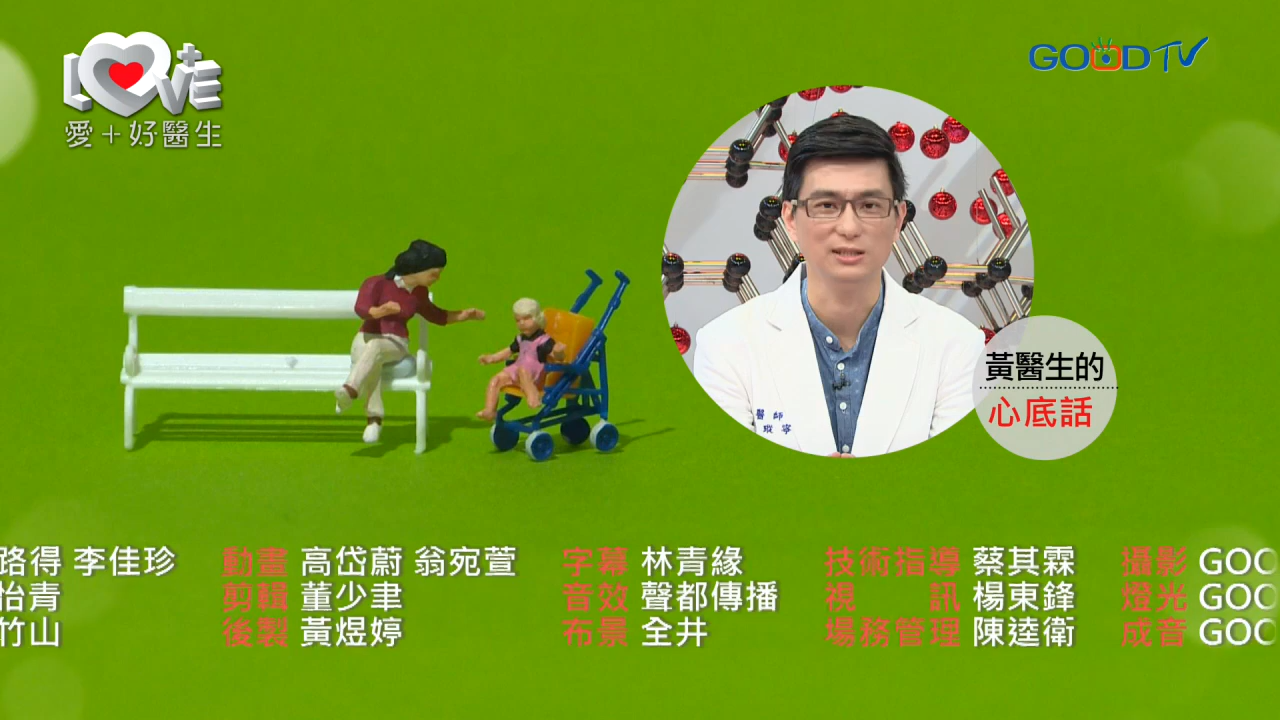 LOVE
愛+好醫生
GOODTV
黃醫生的
心底話
醫師
瑽寧
路得 李佳珍 動畫 高岱蔚 翁宛萱 字幕 林青緣 技術指導 蔡其霖 攝影 GOO
怡青 剪輯 董少聿 音效 聲都傳播 視訊 楊東鋒 燈光 GOO
竹山 後製 黃煜婷 布景 全井 場務管理 陳逵衛 成音 GOO